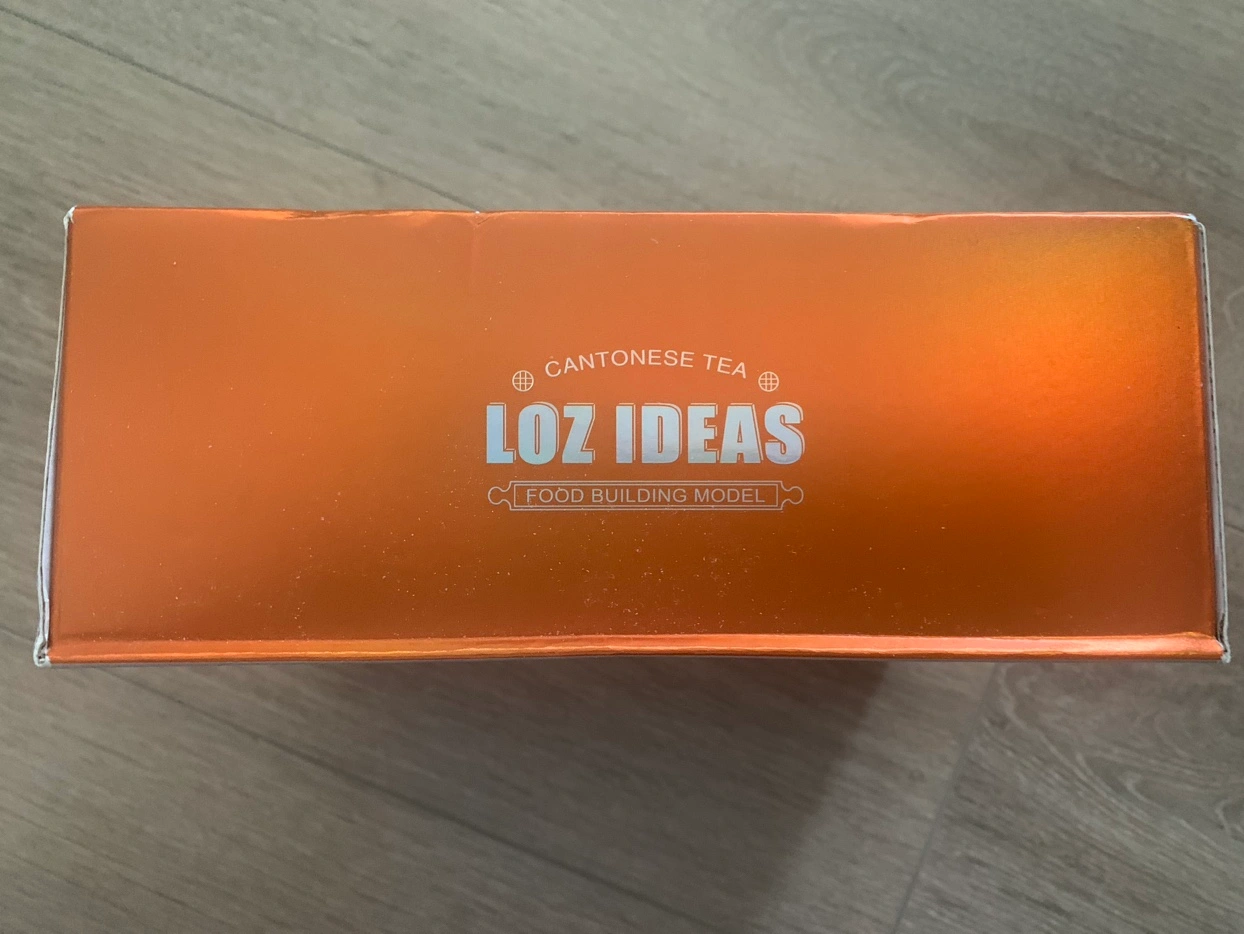 CANTONESE TEA
LOZ IDEAS
FOOD BUILDING MODEL